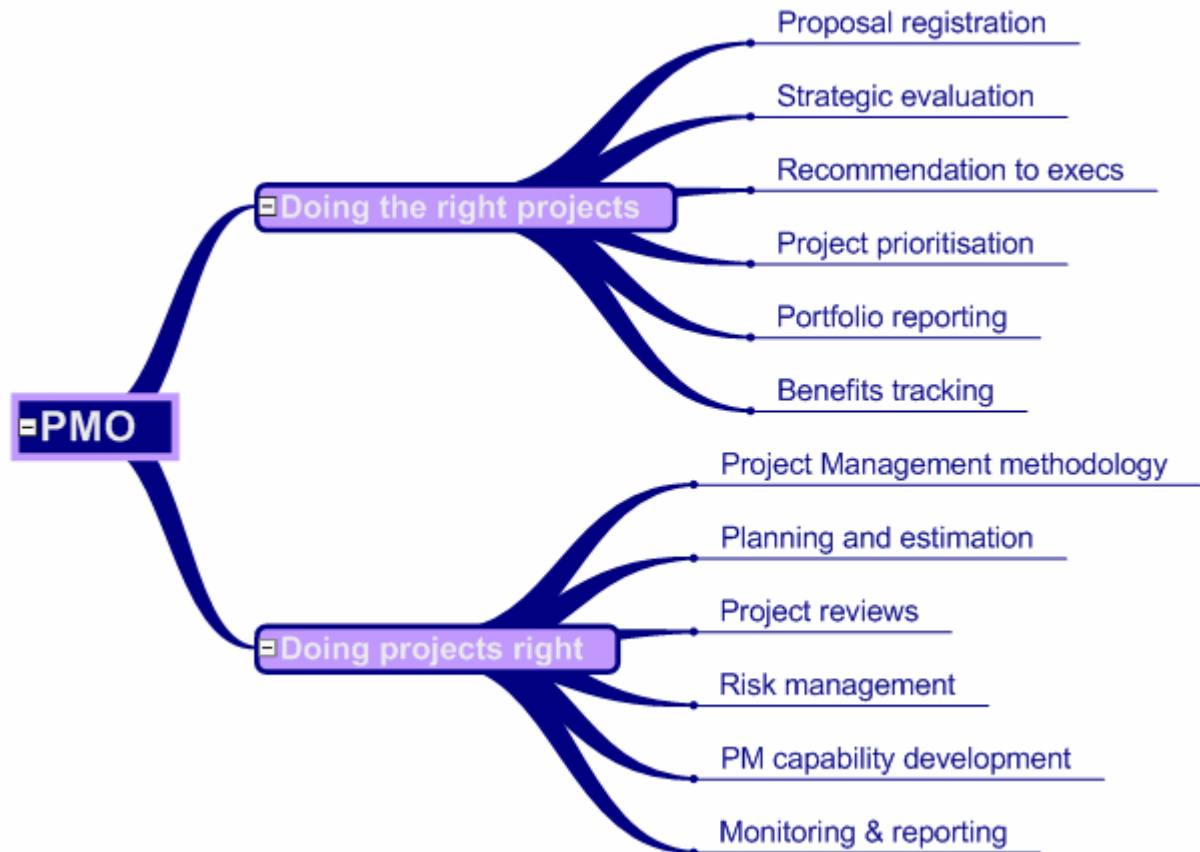 Proposal registration
Strategic evaluation
Recommendation to execs
Doing the right projects
Project prioritisation
Portfolio reporting
Benefits tracking
PMO
Project Management methodology
Planning and estimation
Project reviews
Doing projects right
Risk management
PM capability development
Monitoring & reporting